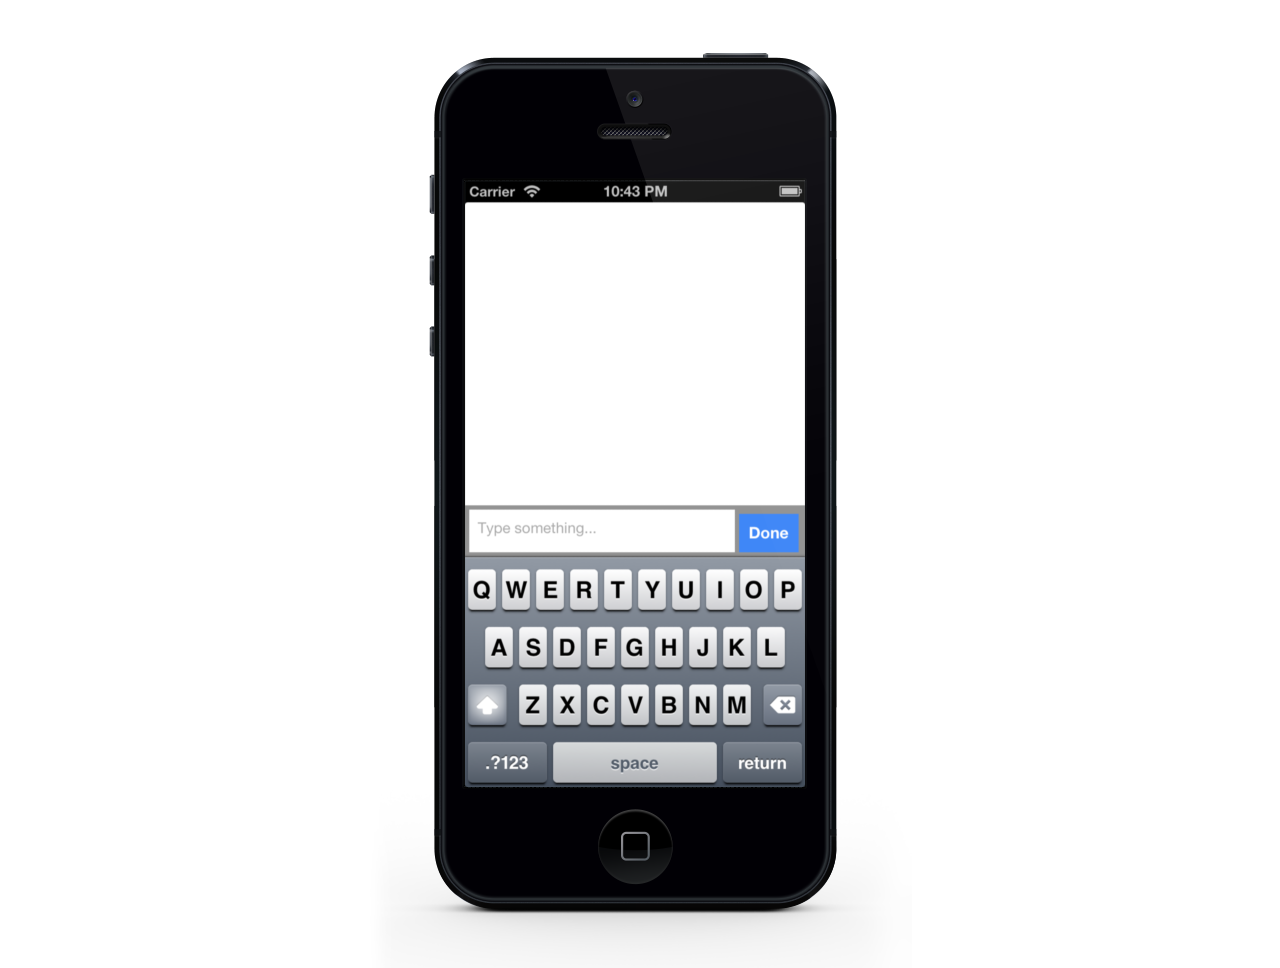 Carrier 10:43 PM
Type something... Done
Q W E R T Y U I O P
A S D F G H J K L
Z X C V B N M
.?123 space return